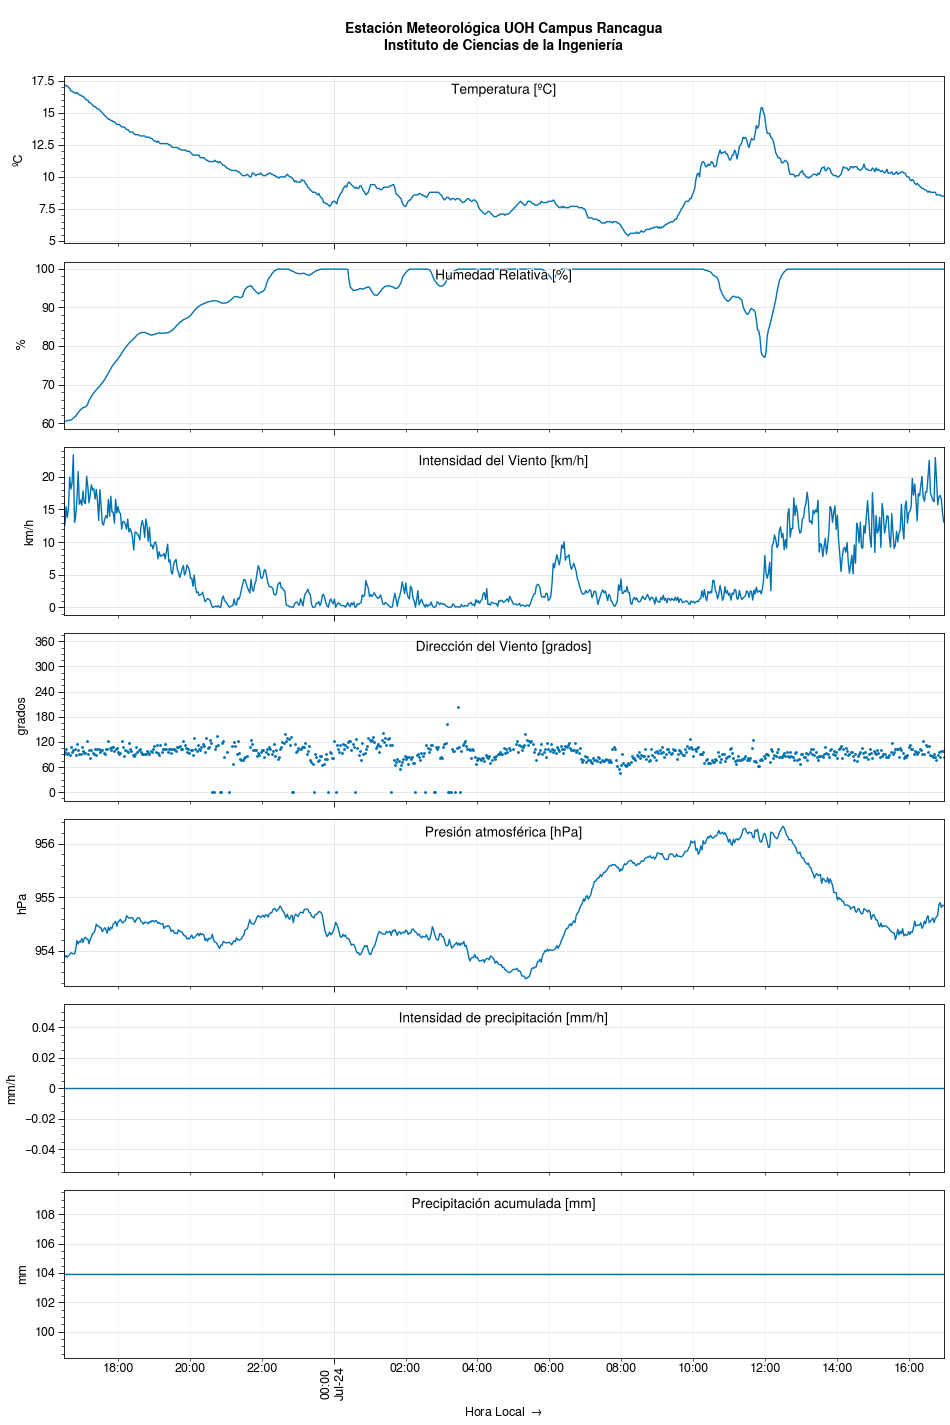 Estación Meteorológica UOH Campus Rancagua
Instituto de Ciencias de la Ingeniería
Temperatura [ºC]
17.5
15
12.5
10
7.5
5
ºC
Humedad Relativa [%]
100
90
80
70
60
%
Intensidad del Viento [km/h]
20
15
10
5
0
km/h
Dirección del Viento [grados]
360
300
240
180
120
60
0
grados
Presión atmosférica [hPa]
956
955
954
hPa
Intensidad de precipitación [mm/h]
0.04
0.02
0
−0.02
−0.04
mm/h
Precipitación acumulada [mm]
108
106
104
102
100
mm
18:00 20:00 22:00 00:00 02:00 04:00 06:00 08:00 10:00 12:00 14:00 16:00
Jul-24
Hora Local →